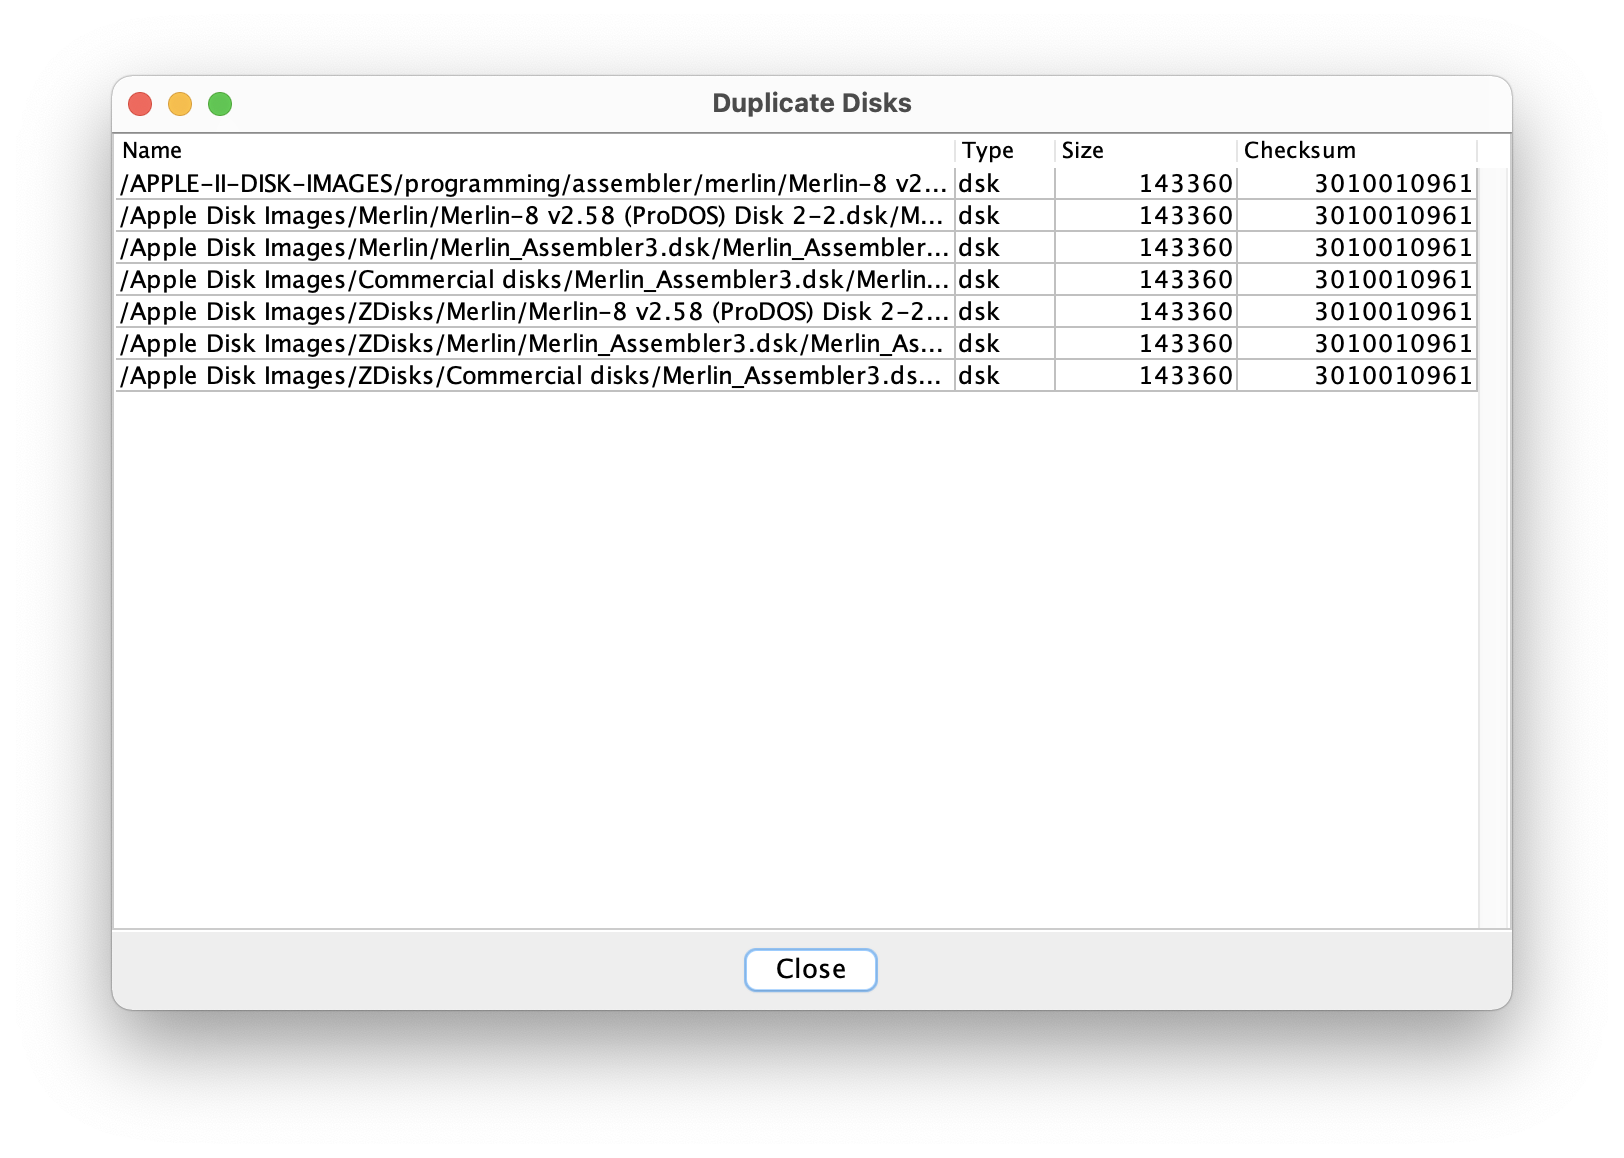 Duplicate Disks
Name Type Size Checksum
/APPLE-II-DISK-IMAGES/programming/assembler/merlin/Merlin-8 v2... dsk 143360 3010010961
/Apple Disk Images/Merlin/Merlin-8 v2.58 (ProDOS) Disk 2-2.dsk/M... dsk 143360 3010010961
/Apple Disk Images/Merlin/Merlin_Assembler3.dsk/Merlin_Assembler... dsk 143360 3010010961
/Apple Disk Images/Commercial disks/Merlin_Assembler3.dsk/Merlin... dsk 143360 3010010961
/Apple Disk Images/ZDisks/Merlin/Merlin-8 v2.58 (ProDOS) Disk 2-2... dsk 143360 3010010961
/Apple Disk Images/ZDisks/Merlin/Merlin_Assembler3.dsk/Merlin_As... dsk 143360 3010010961
/Apple Disk Images/ZDisks/Commercial disks/Merlin_Assembler3.ds... dsk 143360 3010010961
Close